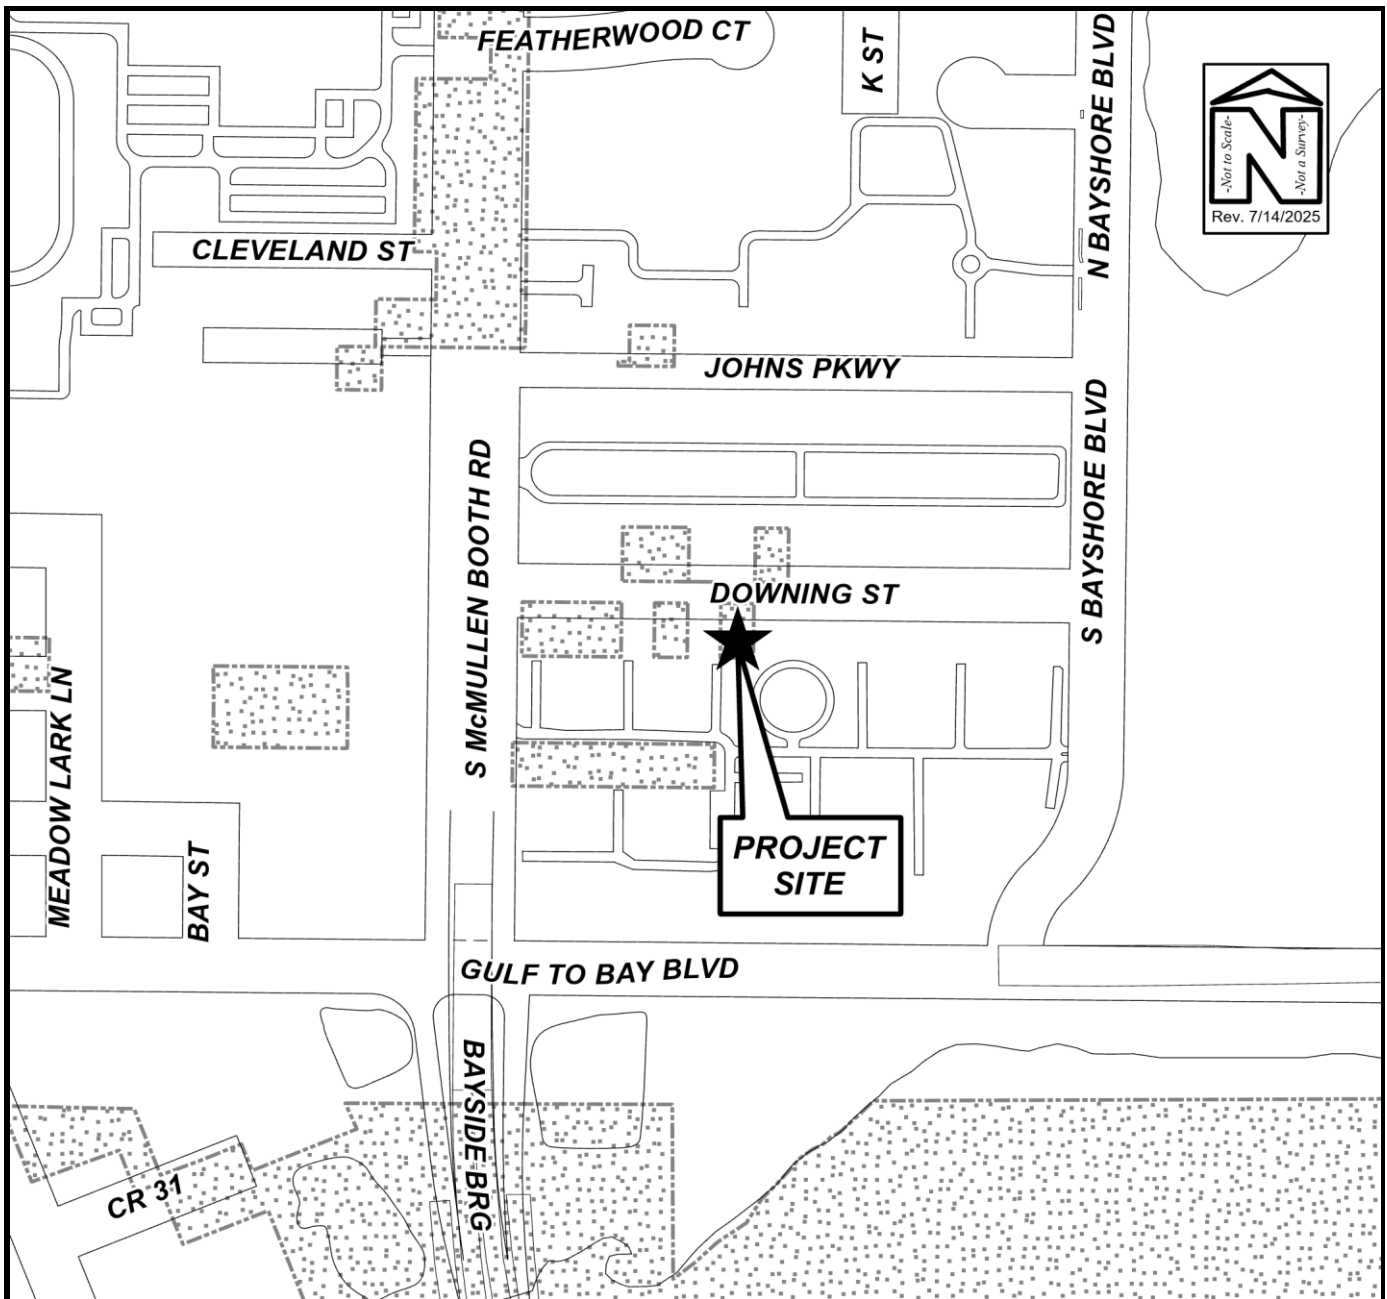 FEATHERWOOD CT
K ST
N BAYSHORE BLVD
-Not to Scale-
N
-Not a Survey-
Rev. 7/14/2025
CLEVELAND ST
JOHNS PKWY
S BAYSHORE BLVD
S McMULLEN BOOTH RD
DOWNING ST
MEADOW LARK LN
BAY ST
PROJECT
SITE
GULF TO BAY BLVD
BAYSIDE BRG
CR 31